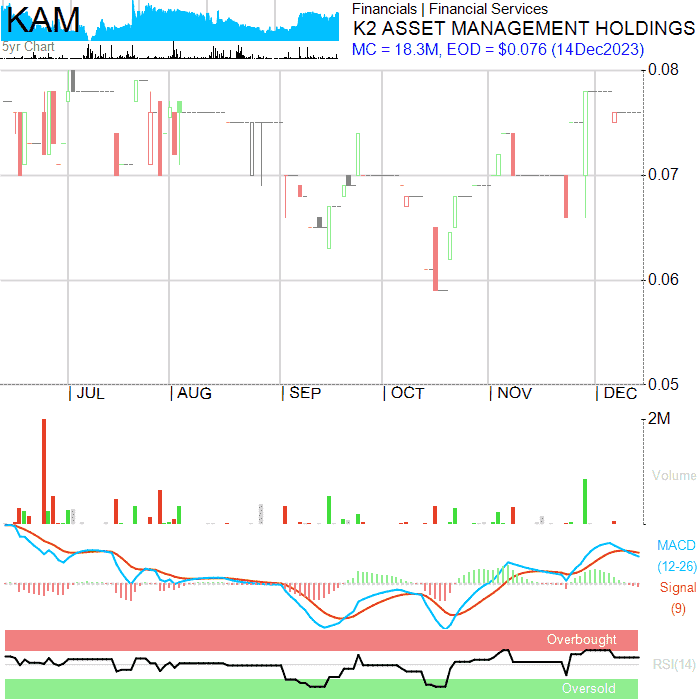 KAM
5yr Chart
Financials | Financial Services
K2 ASSET MANAGEMENT HOLDINGS
MC = 18.3M, EOD = $0.076 (14Dec2023)
0.08
0.07
0.06
0.05
JUL
AUG
SEP
OCT
NOV
DEC
2M
Volume
MACD
(12-26)
Signal
(9)
Overbought
RSI(14)
Oversold